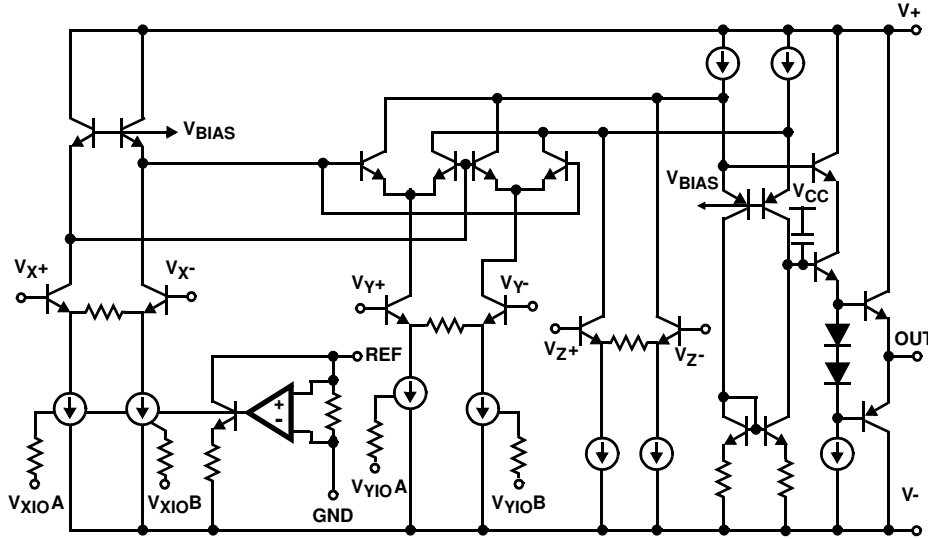 V+
VBIAS
VBIAS
VCC
VX+
VX-
VY+
VY-
VZ+
VZ-
REF
OUT
+
-
VXIOA
VXIOB
GND
VYIOA
VYIOB
V-